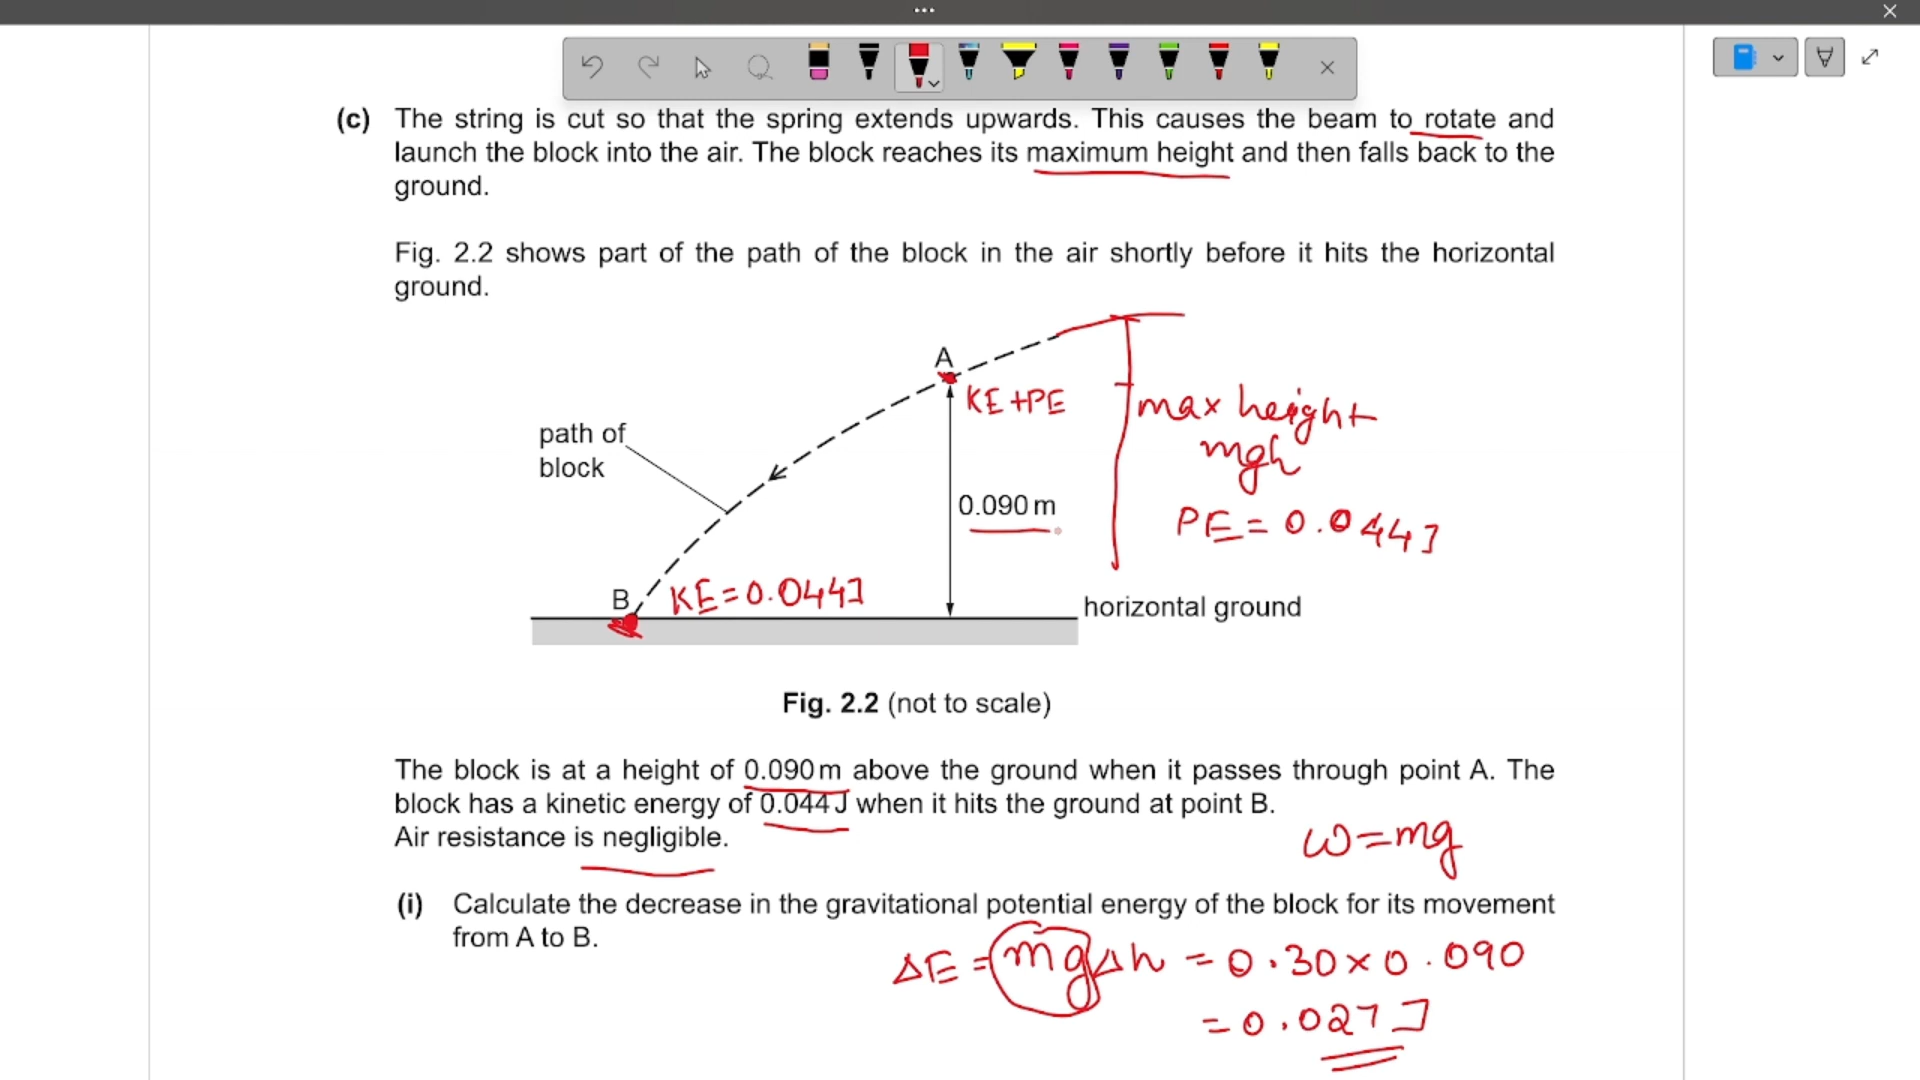 (c) The string is cut so that the spring extends upwards. This causes the beam to rotate and
launch the block into the air. The block reaches its maximum height and then falls back to the
ground.
Fig. 2.2 shows part of the path of the block in the air shortly before it hits the horizontal
ground.
A
KE+PE
max height
mgh
path of
block
0.090 m
PE = 0.044J
B
KE = 0.044J
horizontal ground
Fig. 2.2 (not to scale)
The block is at a height of 0.090 m above the ground when it passes through point A. The
block has a kinetic energy of 0.044 J when it hits the ground at point B.
Air resistance is negligible.
W = mg
(i) Calculate the decrease in the gravitational potential energy of the block for its movement
from A to B.
ΔE = mgΔh = 0.30 × 0.090
= 0.027 J